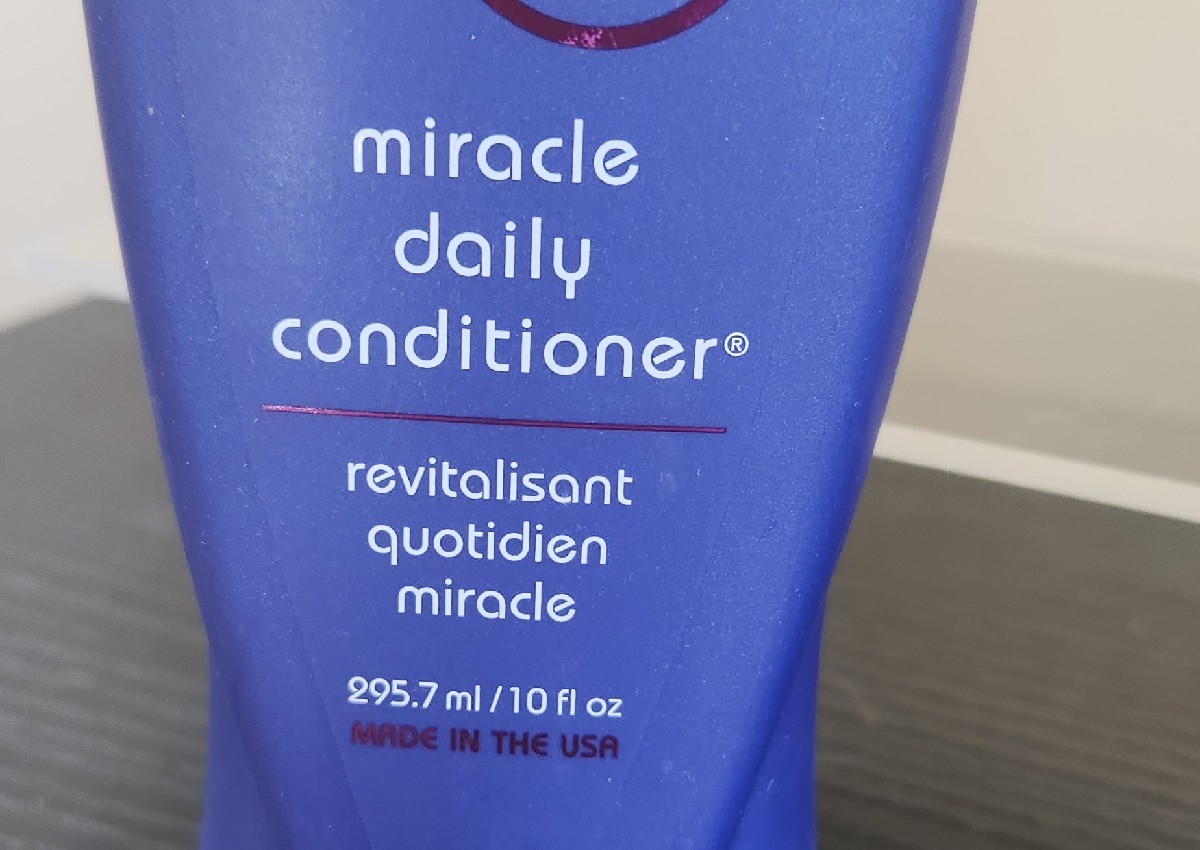 miracle
daily
conditioner®
revitalisant
quotidien
miracle
295.7 ml / 10 fl oz
MADE IN THE USA